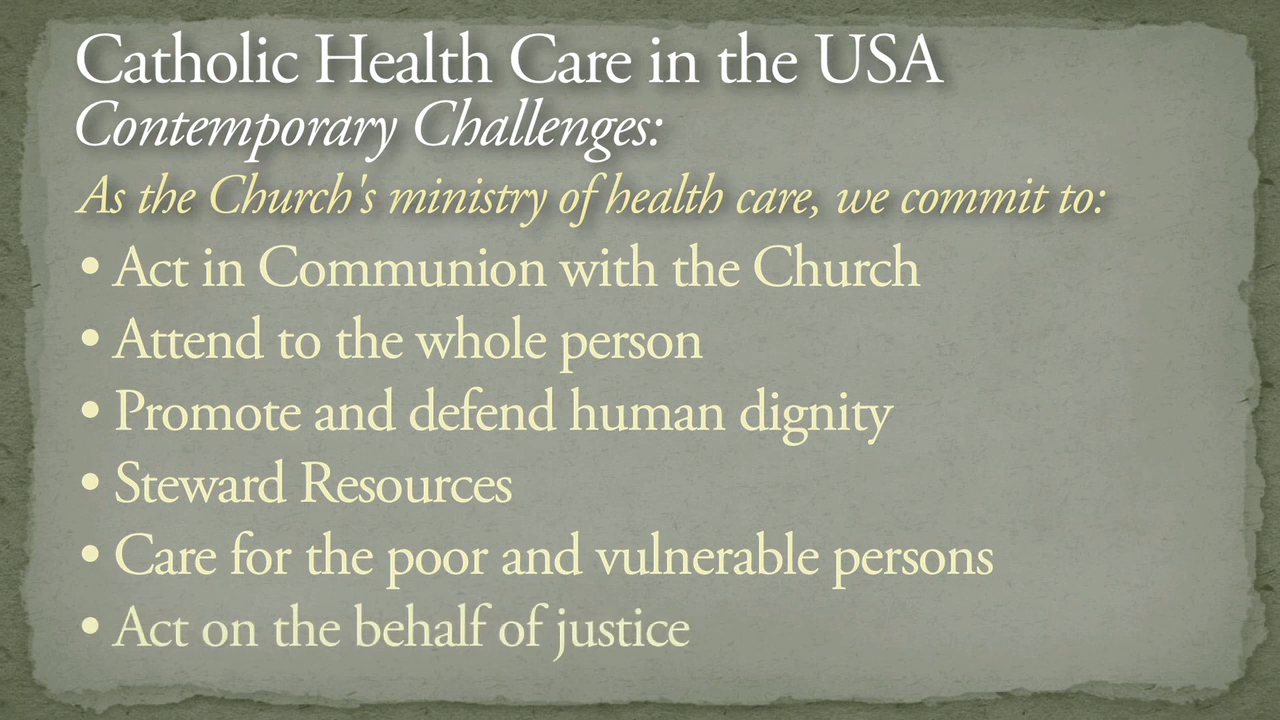 Catholic Health Care in the USA
Contemporary Challenges:
As the Church's ministry of health care, we commit to:
• Act in Communion with the Church
• Attend to the whole person
• Promote and defend human dignity
• Steward Resources
• Care for the poor and vulnerable persons
• Act on the behalf of justice